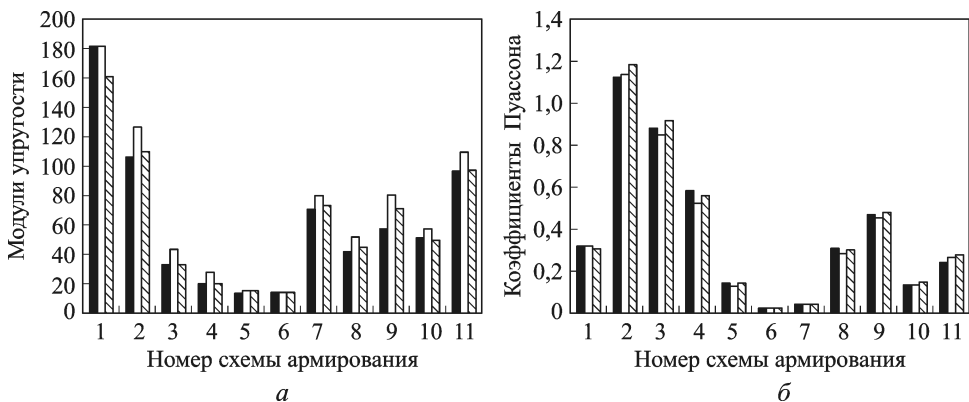 Модули упругости
200
180
160
140
120
100
80
60
40
20
0
1 2 3 4 5 6 7 8 9 10 11
Номер схемы армирования
а
Коэффициенты Пуассона
1,4
1,2
1,0
0,8
0,6
0,4
0,2
0
1 2 3 4 5 6 7 8 9 10 11
Номер схемы армирования
б